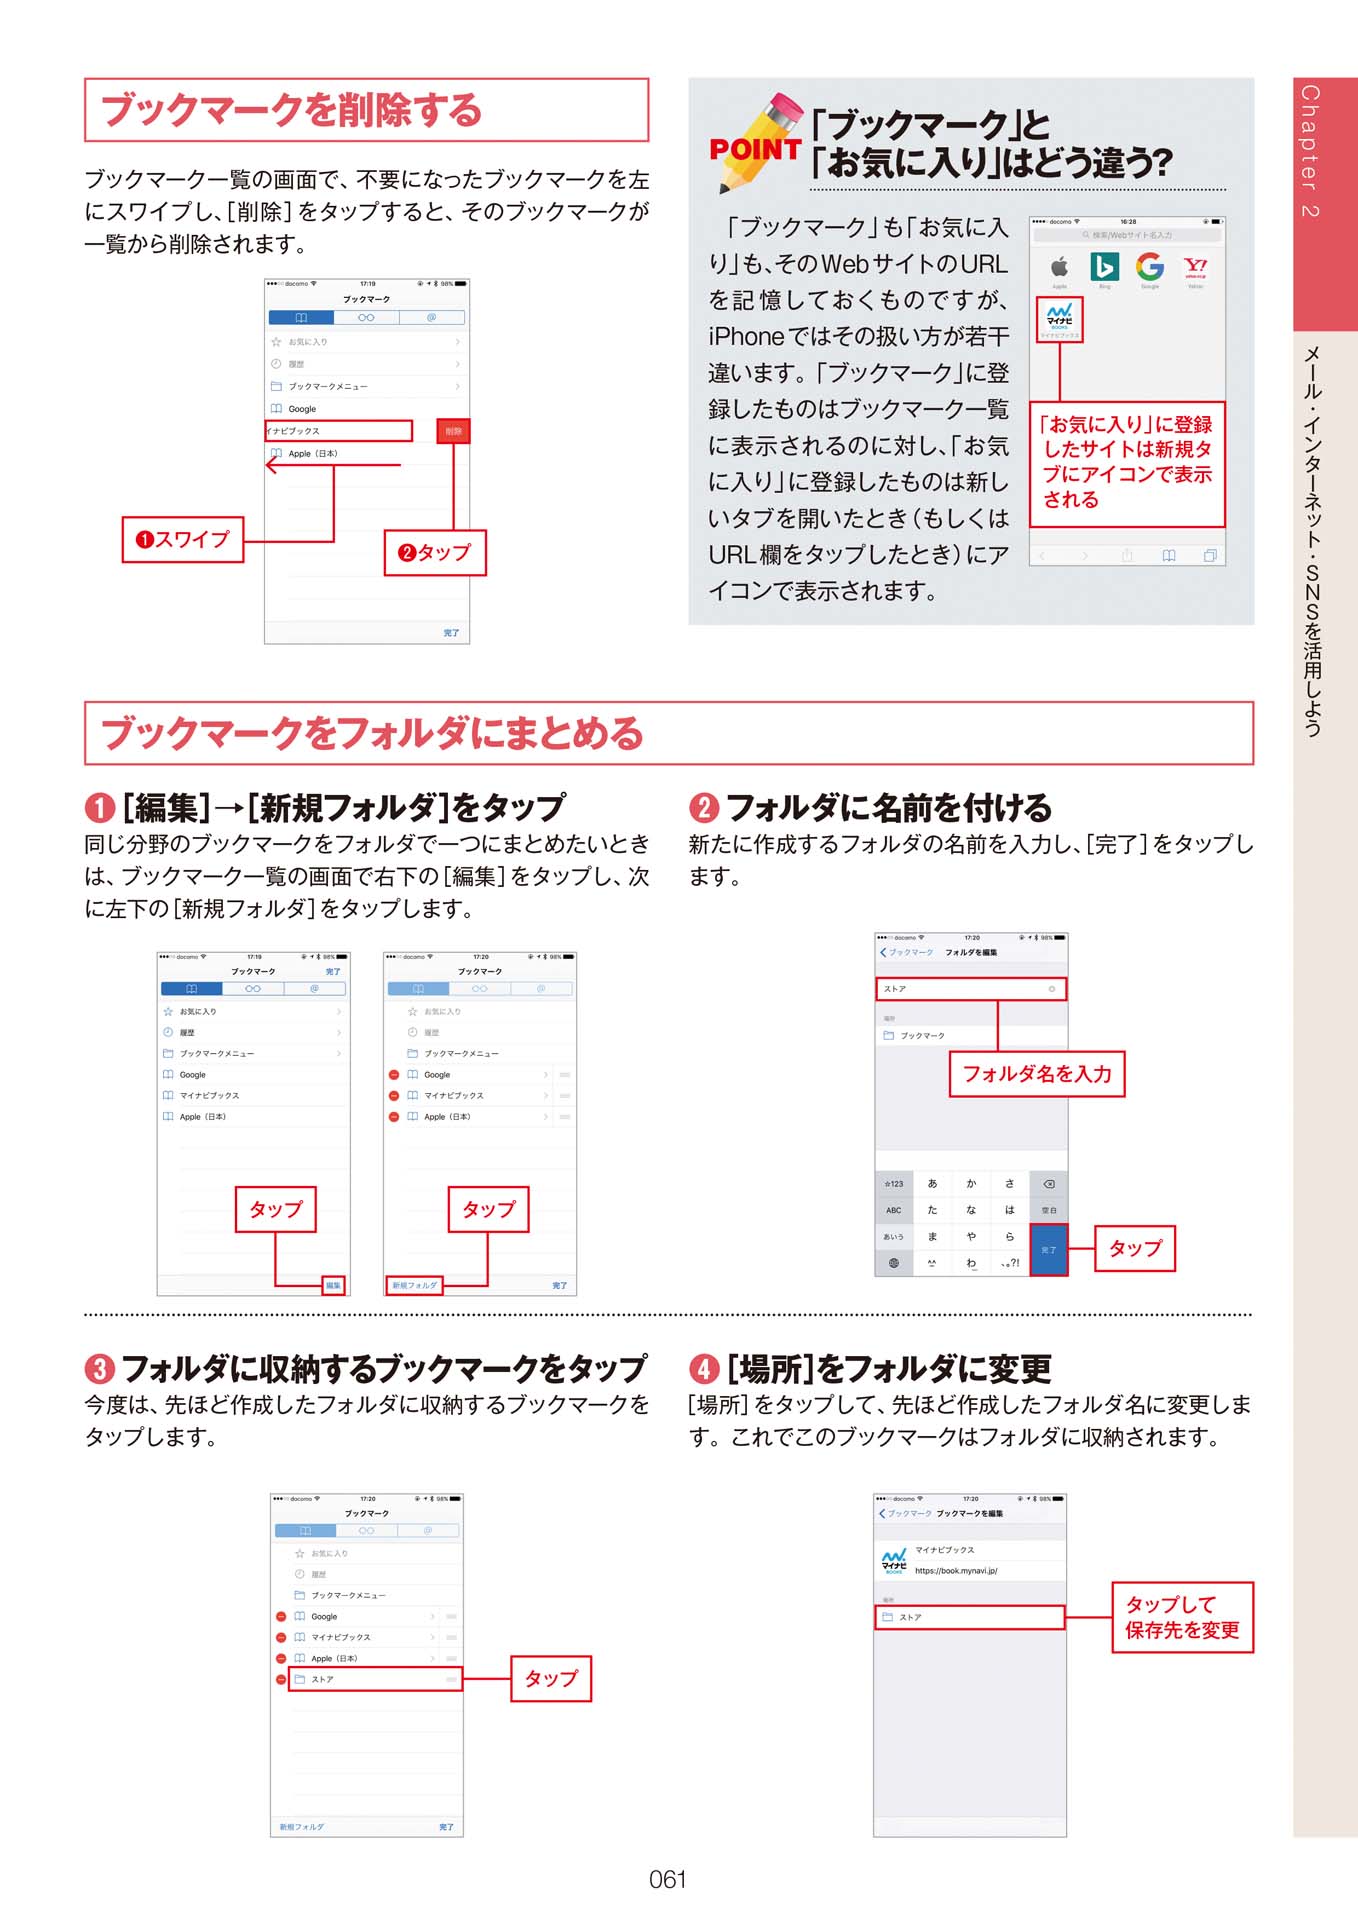 ブックマークを削除する
ブックマーク一覧の画面で、不要になったブックマークを左
にスワイプし、［削除］をタップすると、そのブックマークが
一覧から削除されます。
docomo 17:19 98%
ブックマーク
@
お気に入り
履歴
ブックマークメニュー
Google
イナビブックス
削除
Apple（日本）
❶スワイプ
❷タップ
完了
POINT
「ブックマーク」と
「お気に入り」はどう違う?
「ブックマーク」も「お気に入
り」も、そのWebサイトのURL
を記憶しておくものですが、
iPhoneではその扱い方が若干
違います。「ブックマーク」に登
録したものはブックマーク一覧
に表示されるのに対し、「お気
に入り」に登録したものは新し
いタブを開いたとき（もしくは
URL欄をタップしたとき）にア
イコンで表示されます。
docomo 16:28
検索/Webサイト名入力
Apple Bing Google Yahoo
マイナビ
BOOKS
マイナビブックス
「お気に入り」に登録
したサイトは新規タ
ブにアイコンで表示
される
Chapter 2
メール・インターネット・SNSを活用しよう
ブックマークをフォルダにまとめる
❶［編集］→［新規フォルダ］をタップ
同じ分野のブックマークをフォルダで一つにまとめたいとき
は、ブックマーク一覧の画面で右下の［編集］をタップし、次
に左下の［新規フォルダ］をタップします。
docomo 17:19 98%
ブックマーク 完了
@
お気に入り
履歴
ブックマークメニュー
Google
マイナビブックス
Apple（日本）
タップ
編集
docomo 17:20 98%
ブックマーク
@
お気に入り
履歴
ブックマークメニュー
Google
マイナビブックス
Apple（日本）
タップ
新規フォルダ 完了
❷ フォルダに名前を付ける
新たに作成するフォルダの名前を入力し、［完了］をタップし
ます。
docomo 17:20 98%
ブックマーク フォルダを編集
ストア
場所
ブックマーク
フォルダ名を入力
☆123 あ か さ
ABC た な は 空白
あいう ま や ら
完了
^^ わ 、。?!
タップ
❸ フォルダに収納するブックマークをタップ
今度は、先ほど作成したフォルダに収納するブックマークを
タップします。
docomo 17:20 98%
ブックマーク
@
お気に入り
履歴
ブックマークメニュー
Google
マイナビブックス
Apple（日本）
ストア
タップ
新規フォルダ 完了
❹［場所］をフォルダに変更
［場所］をタップして、先ほど作成したフォルダ名に変更しま
す。これでこのブックマークはフォルダに収納されます。
docomo 17:20 98%
ブックマーク ブックマークを編集
マイナビ
BOOKS
マイナビブックス
https://book.mynavi.jp/
場所
ストア
タップして
保存先を変更
061